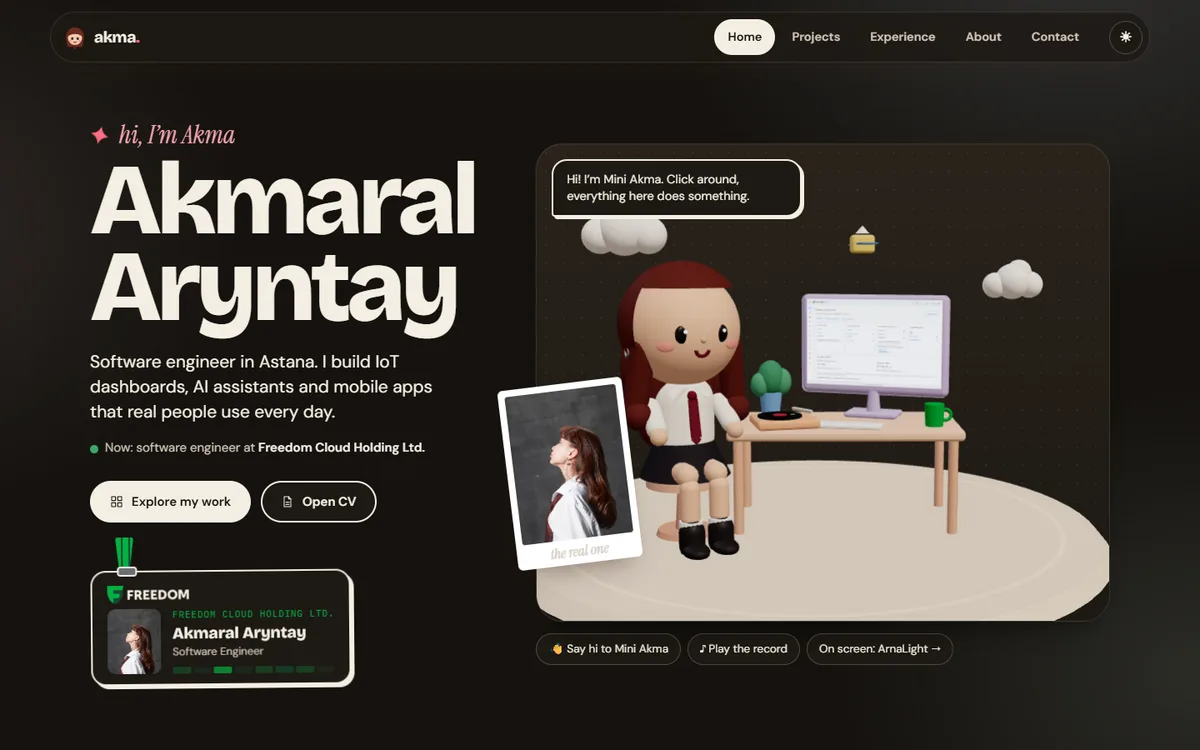 akma.
Home
Projects
Experience
About
Contact
hi, I'm Akma
Akmaral
Aryntay
Software engineer in Astana. I build IoT
dashboards, AI assistants and mobile apps
that real people use every day.
Now: software engineer at Freedom Cloud Holding Ltd.
Explore my work
Open CV
FREEDOM
FREEDOM CLOUD HOLDING LTD.
Akmaral Aryntay
Software Engineer
Hi! I'm Mini Akma. Click around,
everything here does something.
the real one
👋 Say hi to Mini Akma
♪ Play the record
On screen: ArnaLight →